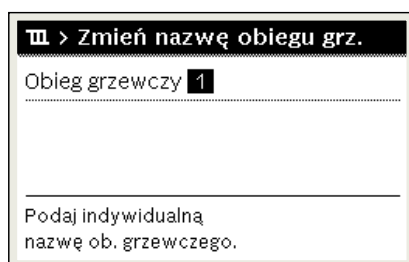 > Zmień nazwę obiegu grz.
Obieg grzewczy 1
Podaj indywidualną
nazwę ob. grzewczego.